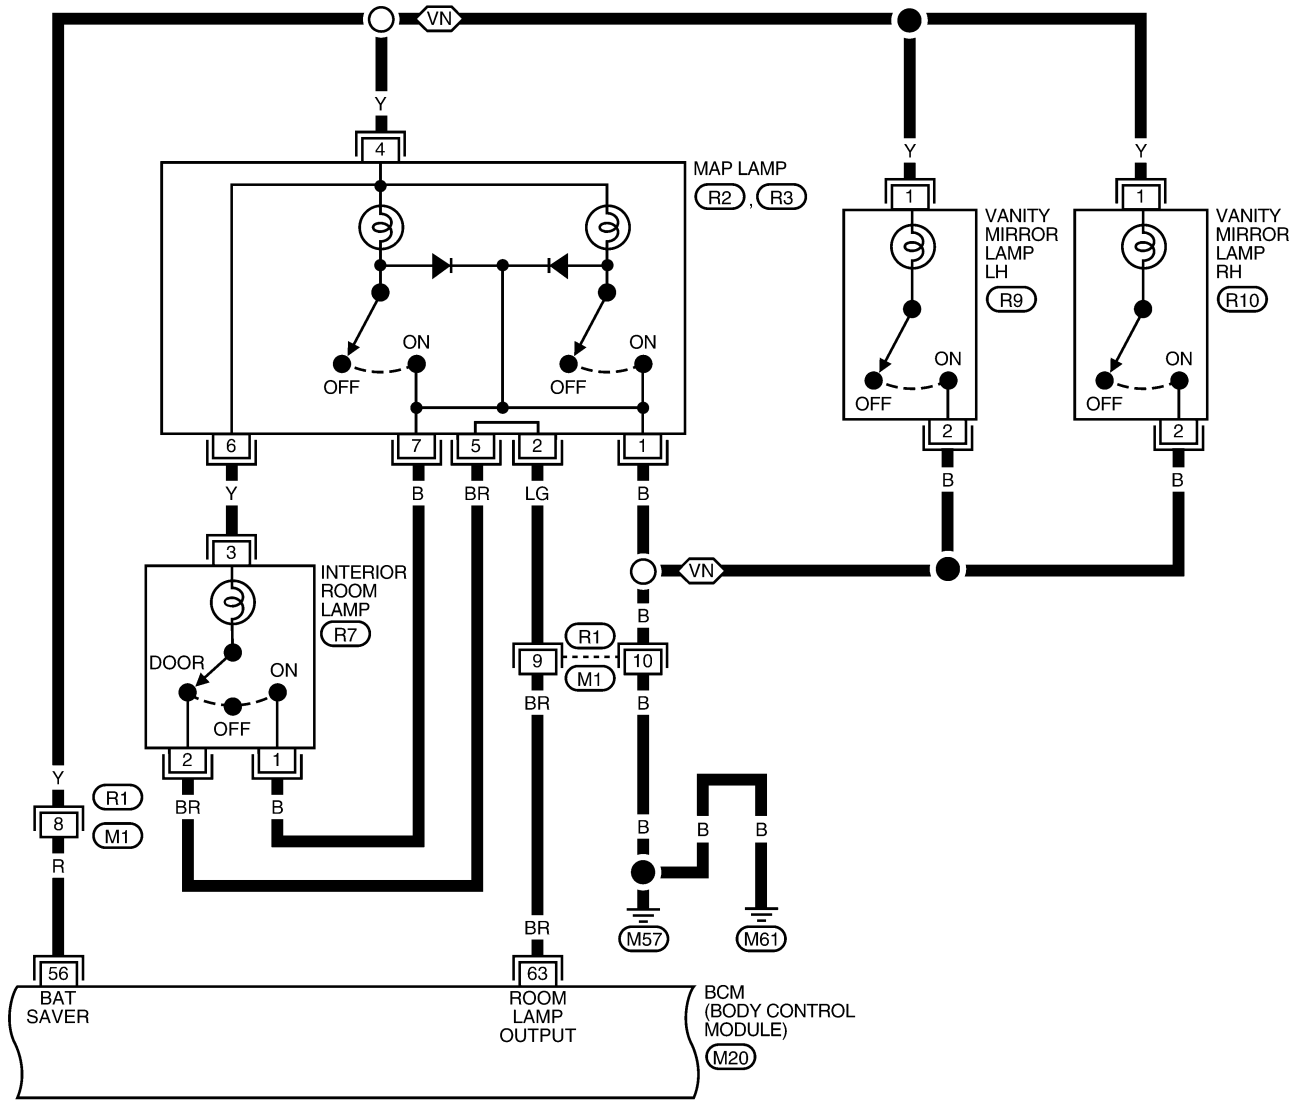 VN
Y
Y
Y
4
1
1
MAP LAMP
R2 , R3
VANITY
MIRROR
LAMP
LH
R9
VANITY
MIRROR
LAMP
RH
R10
ON
OFF
ON
OFF
ON
OFF
ON
OFF
6
7
5
2
1
2
2
Y
B
BR
LG
B
B
B
3
INTERIOR
ROOM
LAMP
R7
VN
B
DOOR
ON
OFF
R1
9
10
M1
2
1
BR
B
BR
B
Y
R1
8
M1
R
B
B
B
BR
M57
M61
56
63
BAT
SAVER
ROOM
LAMP
OUTPUT
BCM
(BODY CONTROL
MODULE)
M20